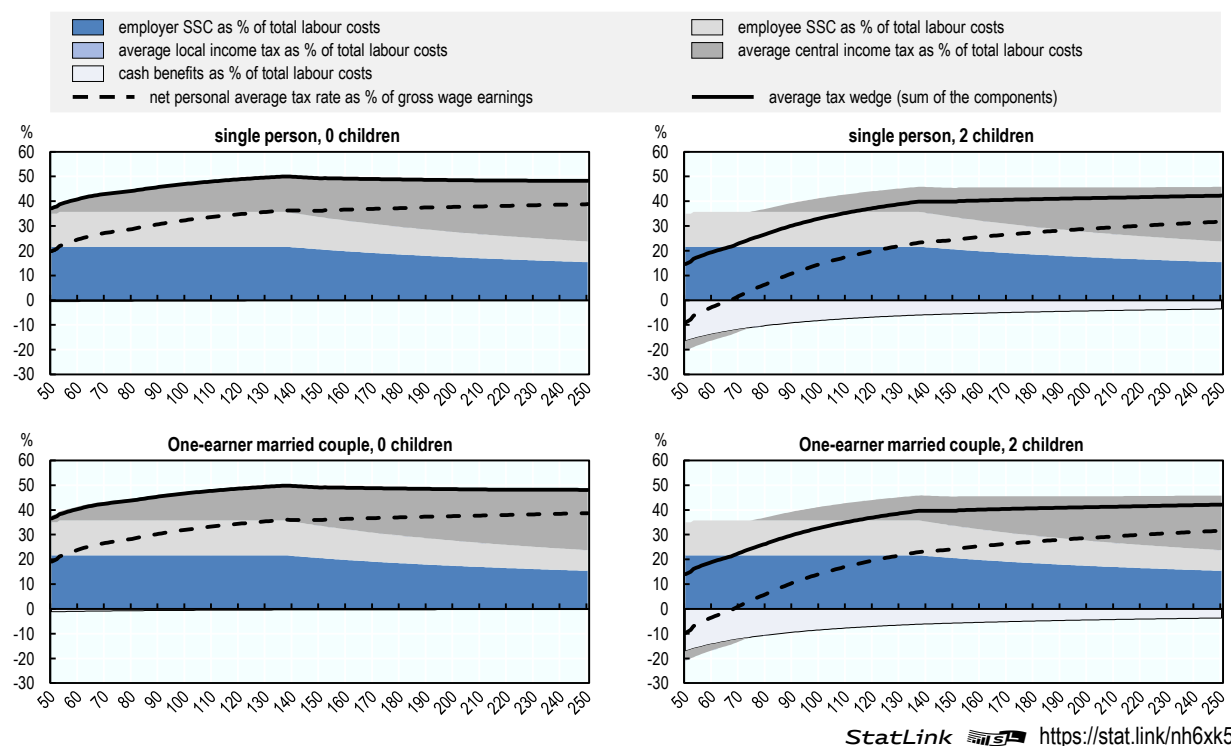 employer SSC as % of total labour costs
employee SSC as % of total labour costs
average local income tax as % of total labour costs
average central income tax as % of total labour costs
cash benefits as % of total labour costs
net personal average tax rate as % of gross wage earnings
average tax wedge (sum of the components)
%
single person, 0 children
60
50
40
30
20
10
0
-10
-20
-30
50 60 70 80 90 100 110 120 130 140 150 160 170 180 190 200 210 220 230 240 250
%
single person, 2 children
60
50
40
30
20
10
0
-10
-20
-30
50 60 70 80 90 100 110 120 130 140 150 160 170 180 190 200 210 220 230 240 250
%
One-earner married couple, 0 children
60
50
40
30
20
10
0
-10
-20
-30
50 60 70 80 90 100 110 120 130 140 150 160 170 180 190 200 210 220 230 240 250
%
One-earner married couple, 2 children
60
50
40
30
20
10
0
-10
-20
-30
50 60 70 80 90 100 110 120 130 140 150 160 170 180 190 200 210 220 230 240 250
StatLink https://stat.link/nh6xk5